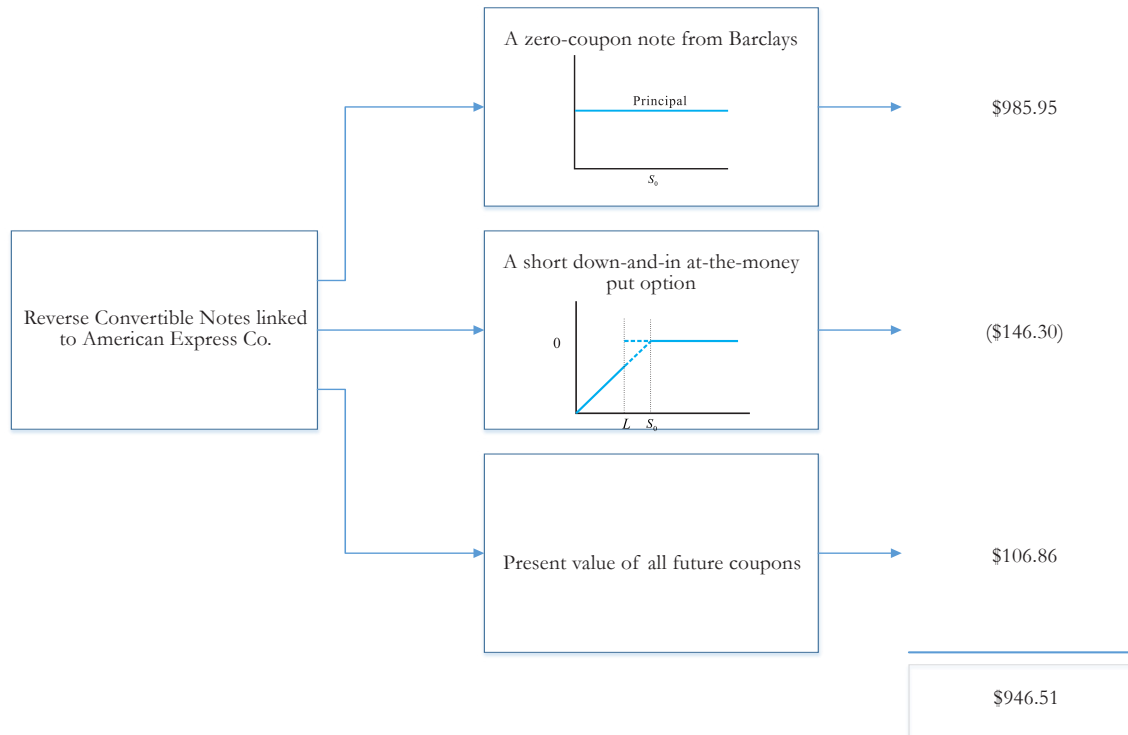 A zero-coupon note from Barclays
Principal
S₀
$985.95
Reverse Convertible Notes linked
to American Express Co.
A short down-and-in at-the-money
put option
0
L S₀
($146.30)
Present value of all future coupons
$106.86
$946.51